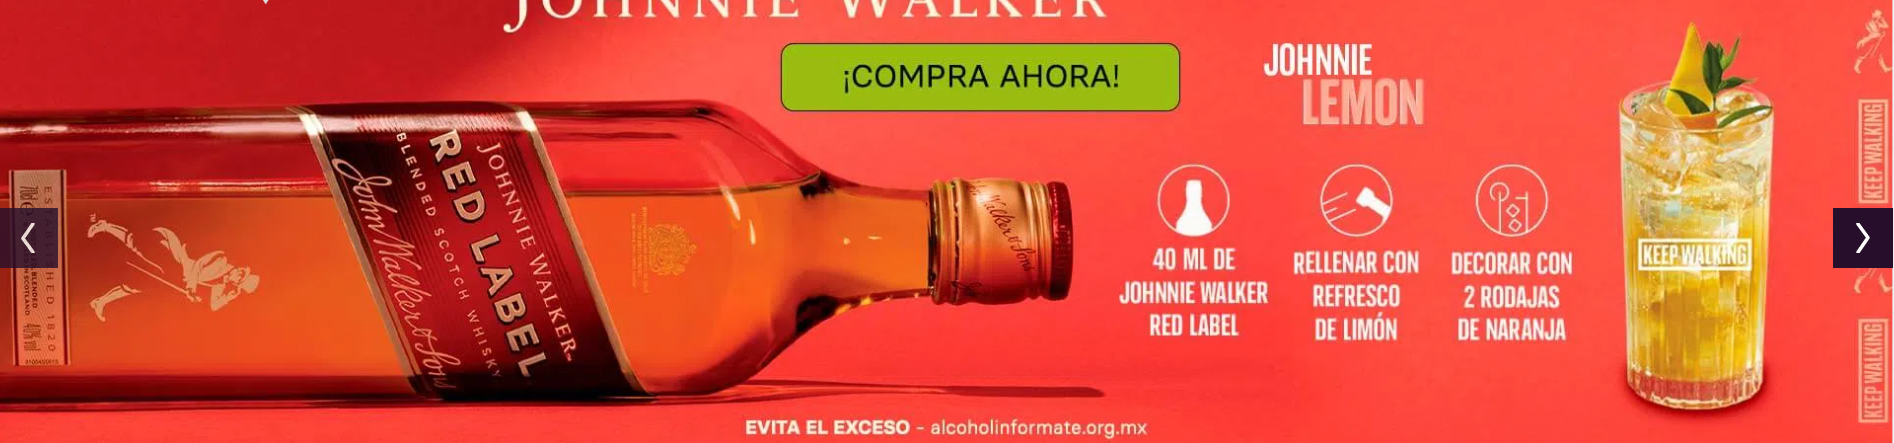 JOHNNIE WALKER
¡COMPRA AHORA!
JOHNNIE
LEMON
40 ML DE
JOHNNIE WALKER
RED LABEL
RELLENAR CON
REFRESCO
DE LIMÓN
DECORAR CON
2 RODAJAS
DE NARANJA
KEEP WALKING
KEEP WALKING
KEEP WALKING
JOHNNIE WALKER
RED LABEL
BLENDED SCOTCH WHISKY
John Walker & Sons
TM
EVITA EL EXCESO – alcoholinformate.org.mx